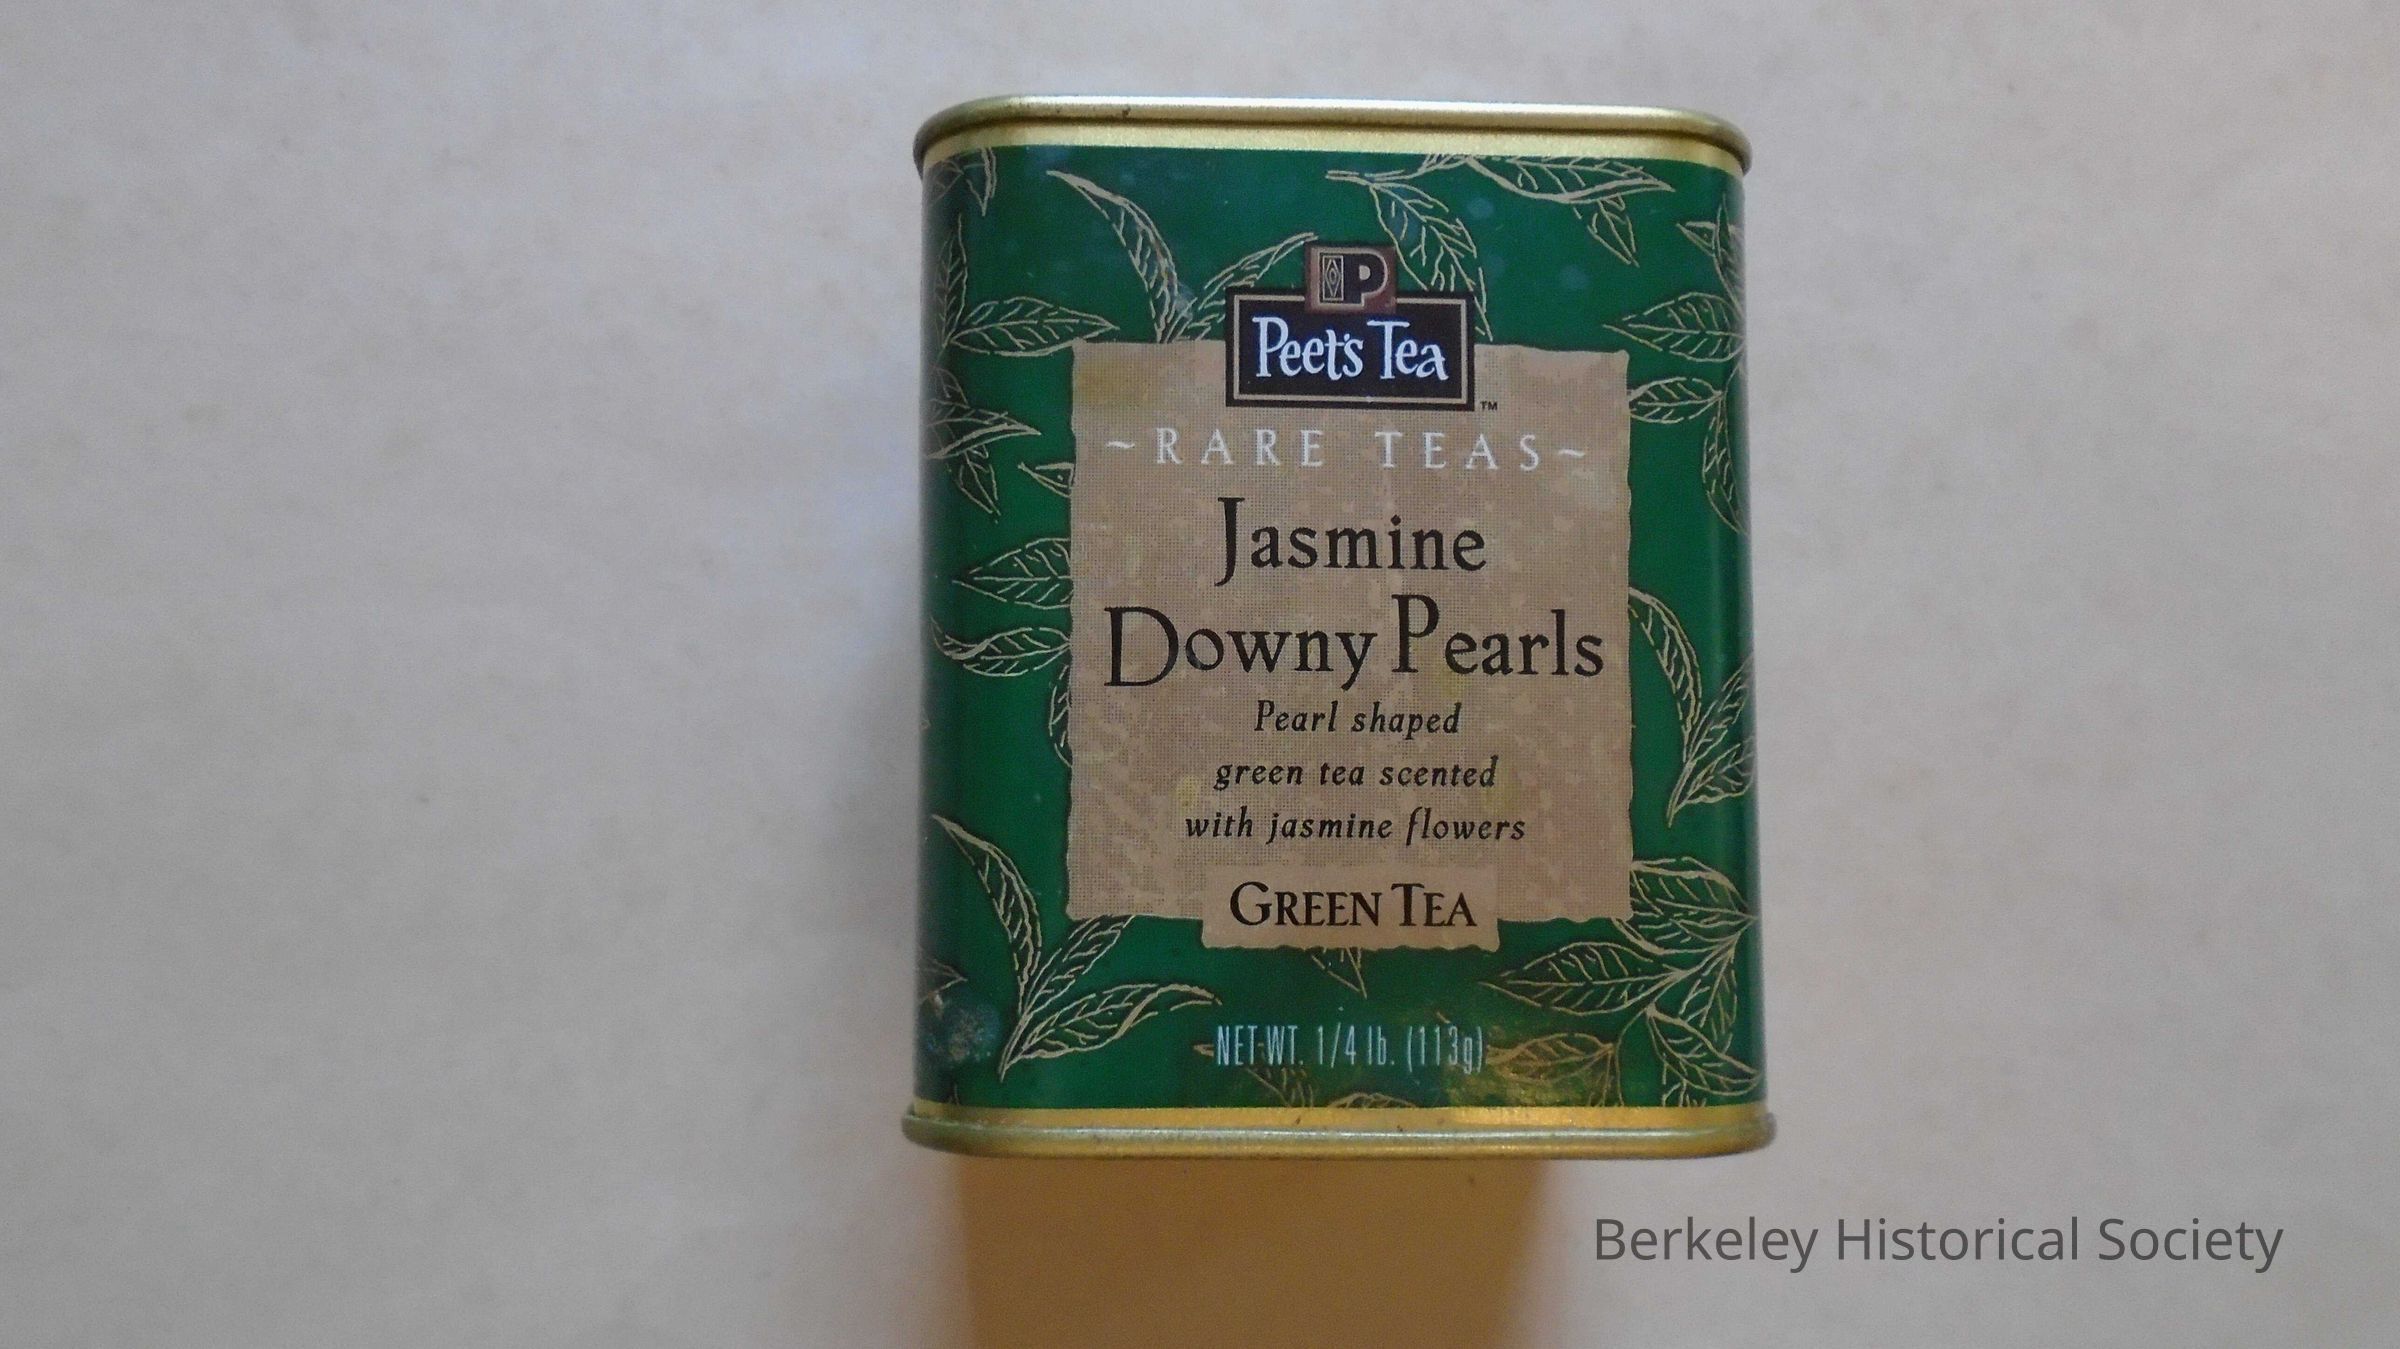 P
Peet's Tea
TM
~RARE TEAS~
Jasmine
Downy Pearls
Pearl shaped
green tea scented
with jasmine flowers
GREEN TEA
NET WT. 1/4 lb. (113g)
Berkeley Historical Society